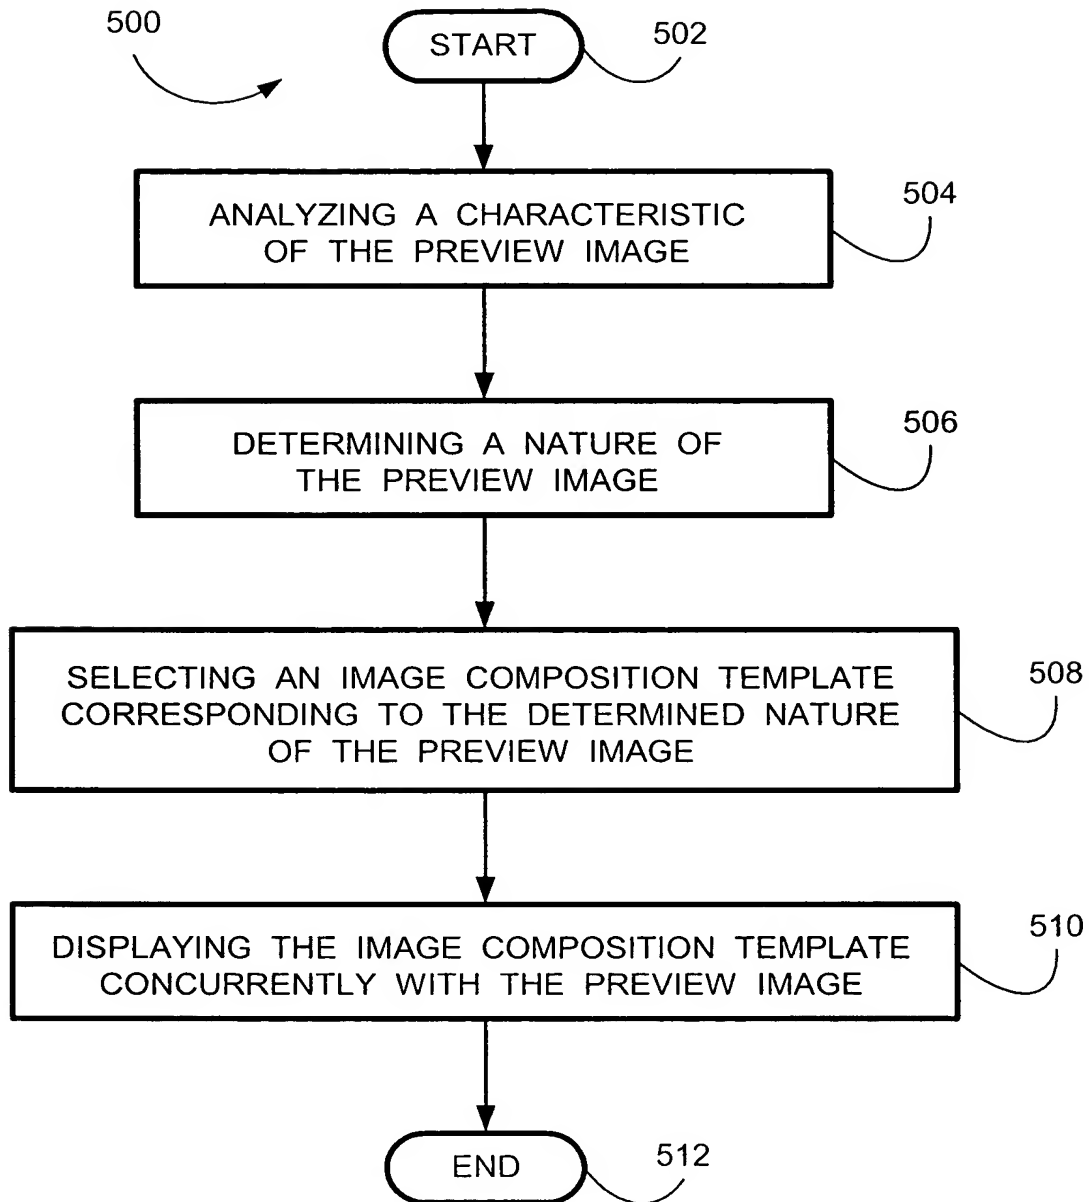 500
START
502
ANALYZING A CHARACTERISTIC
OF THE PREVIEW IMAGE
504
DETERMINING A NATURE OF
THE PREVIEW IMAGE
506
SELECTING AN IMAGE COMPOSITION TEMPLATE
CORRESPONDING TO THE DETERMINED NATURE
OF THE PREVIEW IMAGE
508
DISPLAYING THE IMAGE COMPOSITION TEMPLATE
CONCURRENTLY WITH THE PREVIEW IMAGE
510
END
512